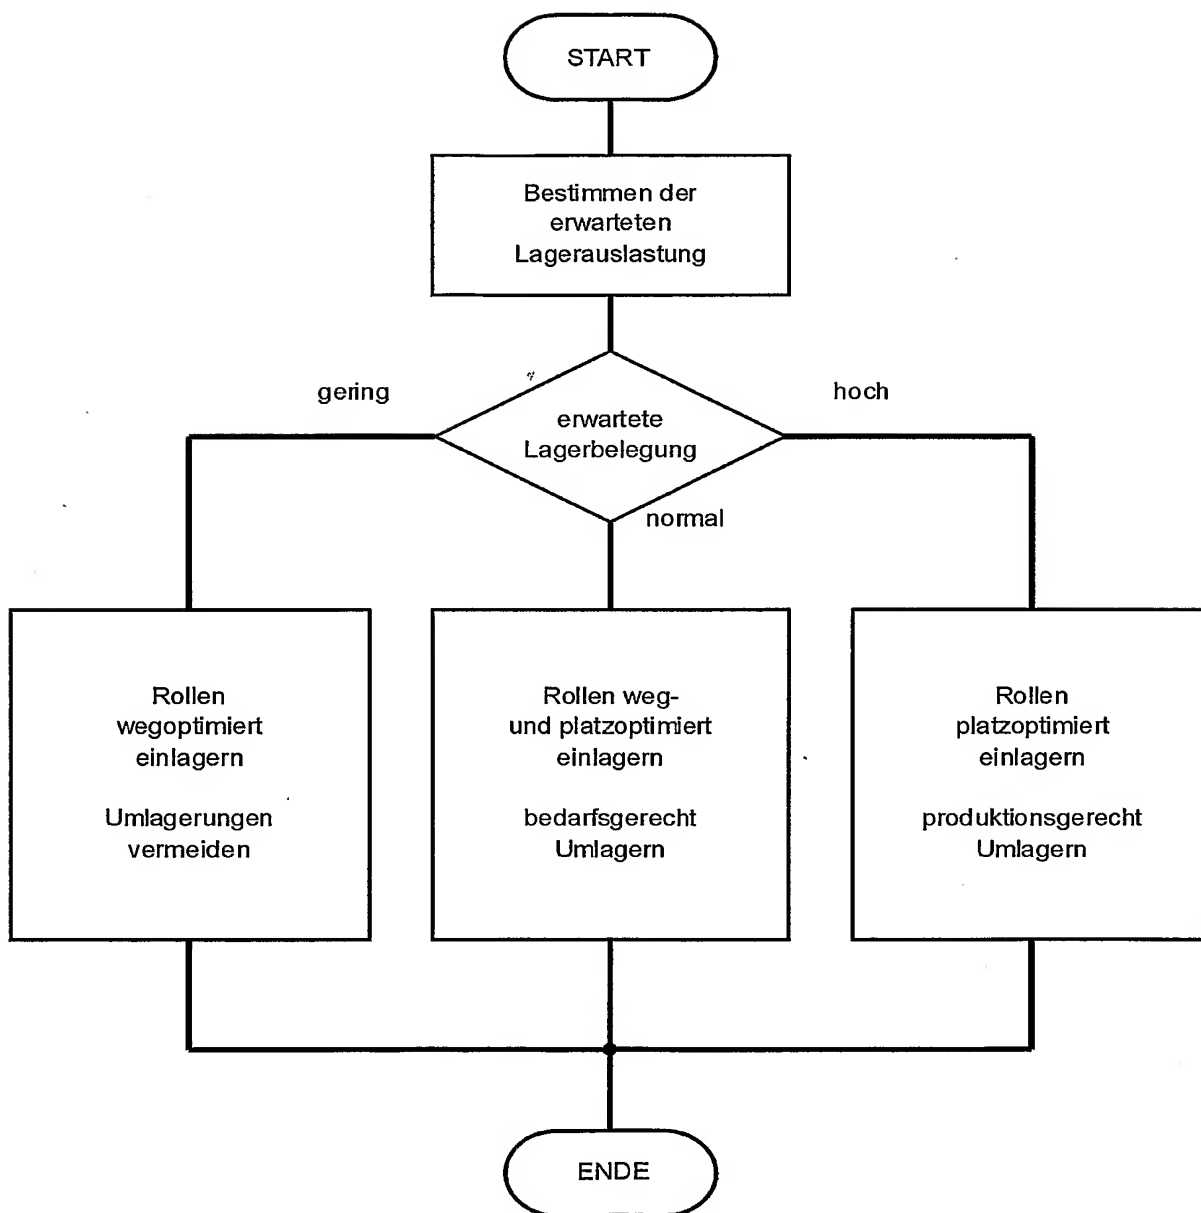 START
Bestimmen der
erwarteten
Lagerauslastung
gering
hoch
erwartete
Lagerbelegung
normal
Rollen
wegoptimiert
einlagern
Umlagerungen
vermeiden
Rollen weg-
und platzoptimiert
einlagern
bedarfsgerecht
Umlagern
Rollen
platzoptimiert
einlagern
produktionsgerecht
Umlagern
ENDE